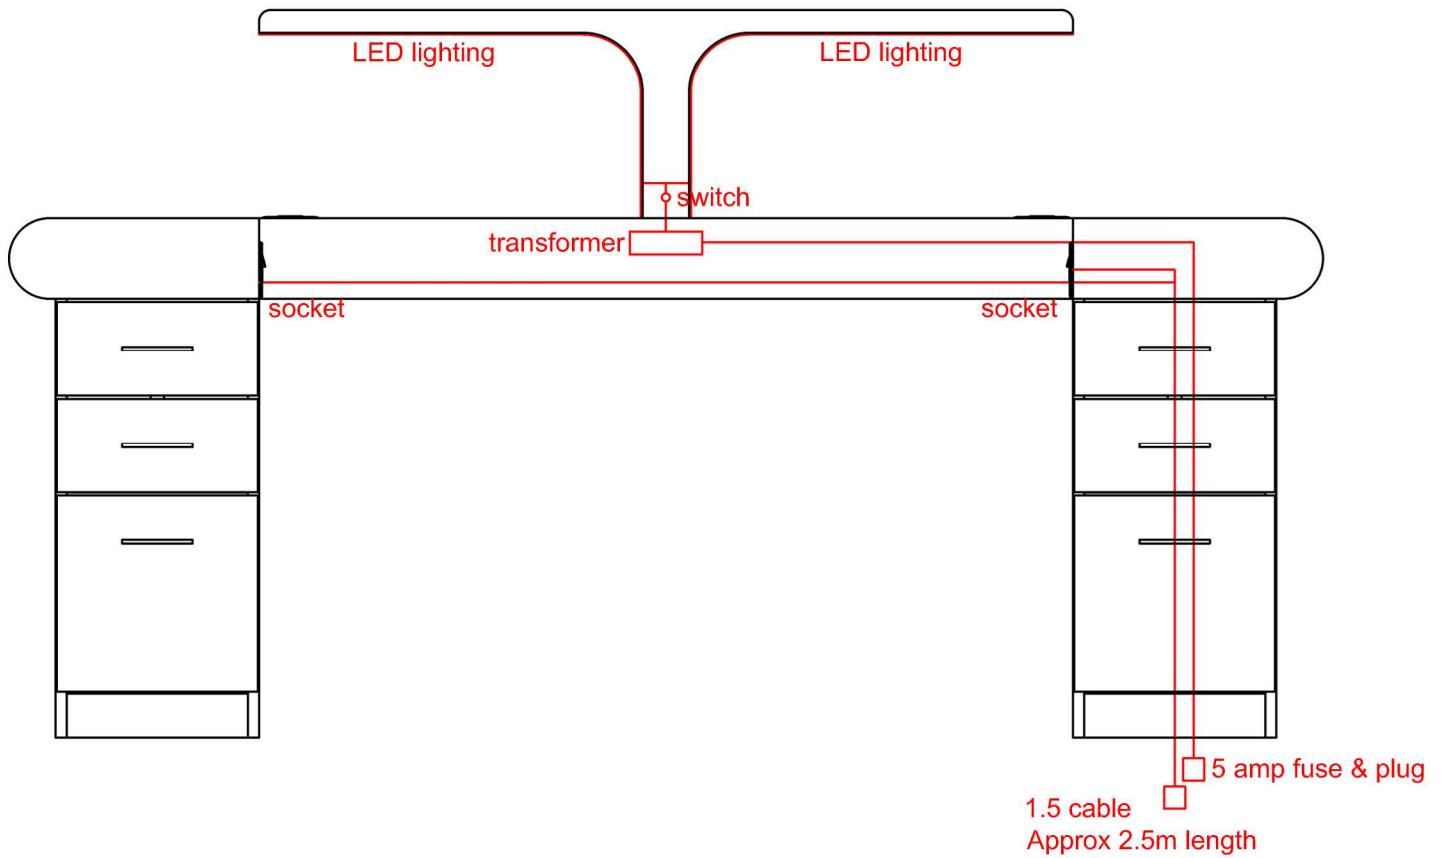 LED lighting
LED lighting
switch
transformer
socket
socket
5 amp fuse & plug
1.5 cable
Approx 2.5m length